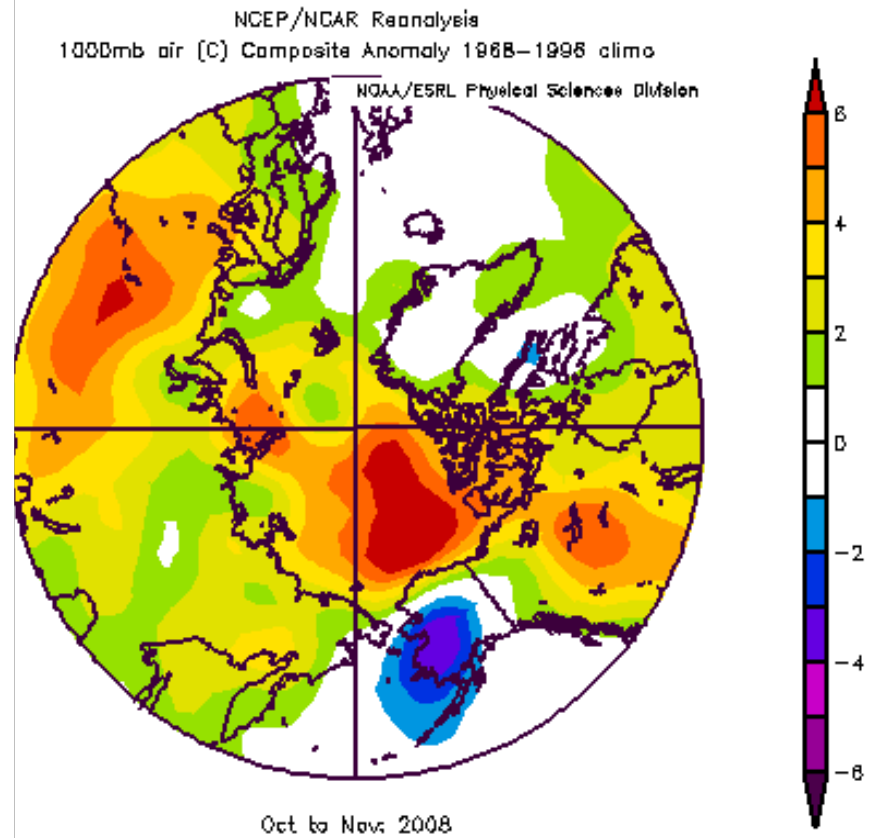 NCEP/NCAR Reanalysis
1000mb air (C) Composite Anomaly 1968-1996 climo
NOAA/ESRL Physical Sciences Division
6
4
2
0
-2
-4
-6
Oct to Nov: 2008